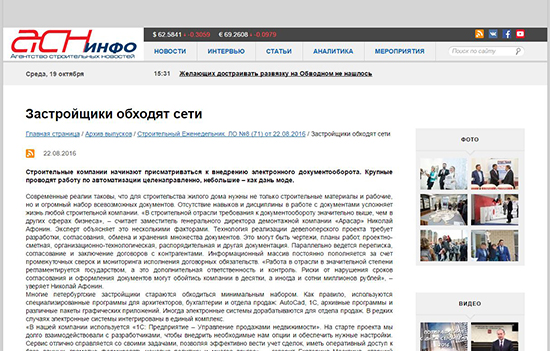 $ 62.5841 ↓ -0.3059 € 69.2608 ↓ -0.0979
АСН инфо
Агентство строительных новостей
НОВОСТИ ИНТЕРВЬЮ СТАТЬИ АНАЛИТИКА МЕРОПРИЯТИЯ Поиск по сайту
Среда, 19 октября 15:31 Желающих достраивать развязку на Обводном не нашлось
Застройщики обходят сети
Главная страница / Архив выпусков / Строительный Еженедельник ЛО №8 (71) от 22.08.2016 / Застройщики обходят сети
ФОТО
22.08.2016
Строительные компании начинают присматриваться к внедрению электронного документооборота. Крупные
проводят работу по автоматизации целенаправленно, небольшие – как дань моде.
Современные реалии таковы, что для строительства жилого дома нужны не только строительные материалы и рабочие,
но и огромный набор всевозможных документов. Отсутствие навыков и дисциплины в работе с документами усложняет
жизнь любой строительной компании. «В строительной отрасли требования к документообороту значительно выше, чем в
других сферах бизнеса», – считает заместитель генерального директора демонтажной компании «Арасар» Николай
Афонин. Эксперт объясняет это несколькими факторами. Технология реализации девелоперского проекта требует
разработки, согласования, обмена и хранения множества документов. Это могут быть чертежи, планы работ, проектно-
сметная, организационно-технологическая, распорядительная и другая документация. Параллельно ведется переписка,
согласование и заключение договоров с контрагентами. Информационный массив постоянно пополняется за счет
промежуточных сверок и мониторинга исполнения договорных обязательств. «Работа в отрасли в значительной степени
регламентируется государством, а это дополнительная ответственность и контроль. Риски от нарушения сроков
согласования и оформления документов могут обойтись компании в десятки, а иногда и сотни миллионов рублей», –
уверяет Николай Афонин.
Многие петербургские застройщики стараются обходиться минимальным набором. Как правило, используются
специализированные программы для архитекторов, бухгалтерии и отдела продаж: AutoCad, 1С, архивные программы и
различные пакеты графических приложений. Иногда электронные системы дорабатываются для отдела продаж. В редких
случаях электронные системы интегрированы в единый комплекс.
ВИДЕО
«В нашей компании используется «1С: Предприятие – Управление продажами недвижимости». На старте проекта мы
долго взаимодействовали с разработчиками, чтобы внедрить необходимые нам опции и обеспечить нужные настройки.
Сервис отлично справляется со своими задачами, позволяя эффективно вести учет сделок, иметь оперативный доступ к